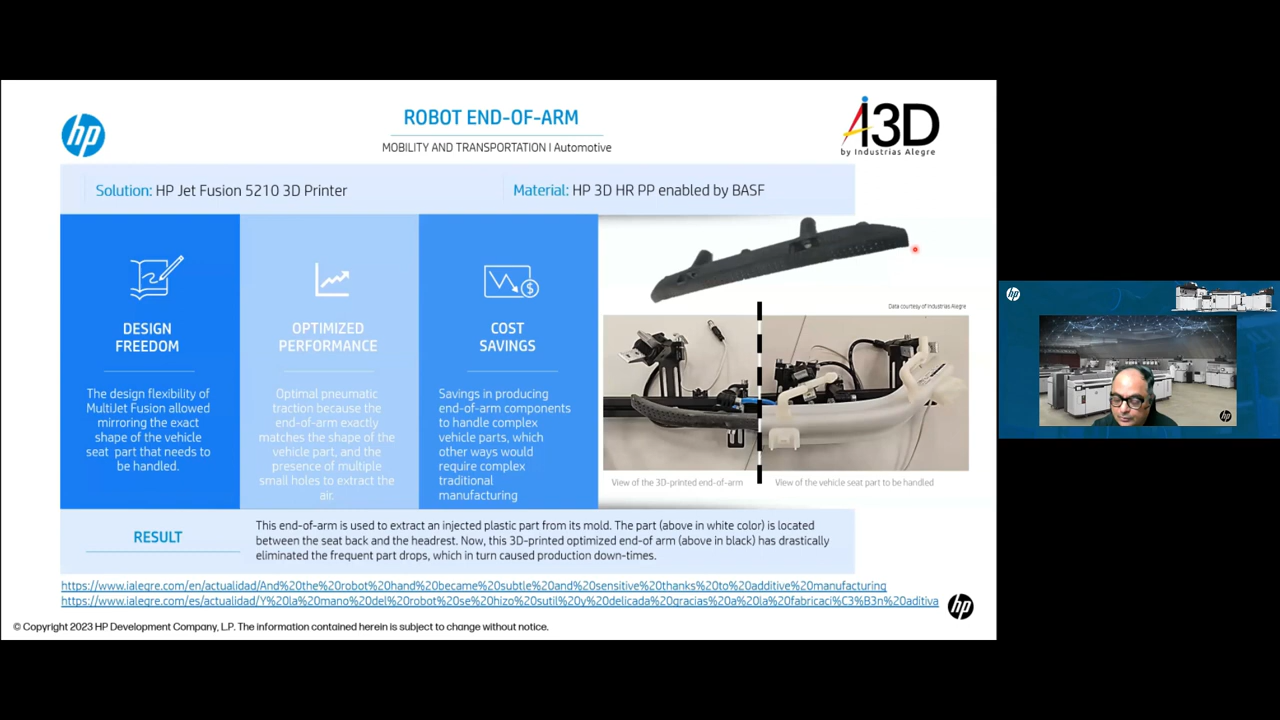 hp
ROBOT END-OF-ARM
MOBILITY AND TRANSPORTATION I Automotive
A3D
by Industrias Alegre
Solution: HP Jet Fusion 5210 3D Printer
Material: HP 3D HR PP enabled by BASF
DESIGN
FREEDOM
The design flexibility of
MultiJet Fusion allowed
mirroring the exact
shape of the vehicle
seat part that needs to
be handled.
OPTIMIZED
PERFORMANCE
Optimal pneumatic
traction because the
end-of-arm exactly
matches the shape of the
vehicle part, and the
presence of multiple
small holes to extract the
air.
$
COST
SAVINGS
Savings in producing
end-of-arm components
to handle complex
vehicle parts, which
other ways would
require complex
traditional
manufacturing
Data courtesy of Industrias Alegre
View of the 3D-printed end-of-arm
View of the vehicle seat part to be handled
RESULT
This end-of-arm is used to extract an injected plastic part from its mold. The part (above in white color) is located
between the seat back and the headrest. Now, this 3D-printed optimized end-of arm (above in black) has drastically
eliminated the frequent part drops, which in turn caused production down-times.
https://www.ialegre.com/en/actualidad/And%20the%20robot%20hand%20became%20subtle%20and%20sensitive%20thanks%20to%20additive%20manufacturing
https://www.ialegre.com/es/actualidad/Y%20la%20mano%20del%20robot%20se%20hizo%20sutil%20y%20delicada%20gracias%20a%20la%20fabricaci%C3%B3n%20aditiva
hp
© Copyright 2023 HP Development Company, L.P. The information contained herein is subject to change without notice.
hp
hp